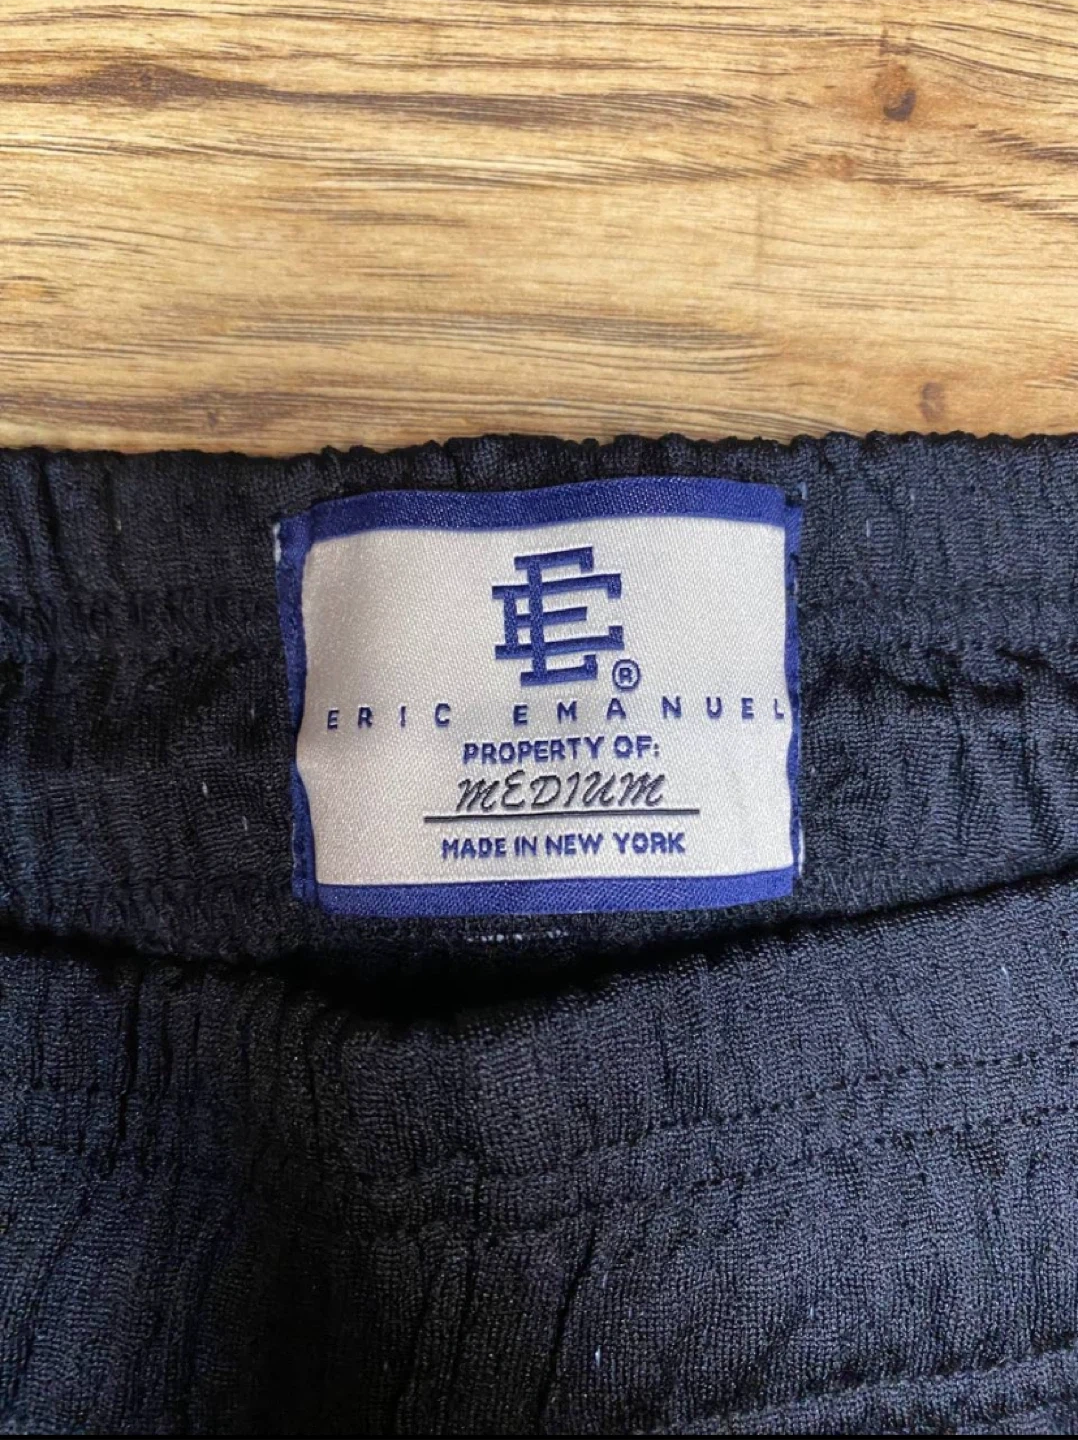 EE®
ERIC EMANUEL
PROPERTY OF:
MEDIUM
MADE IN NEW YORK